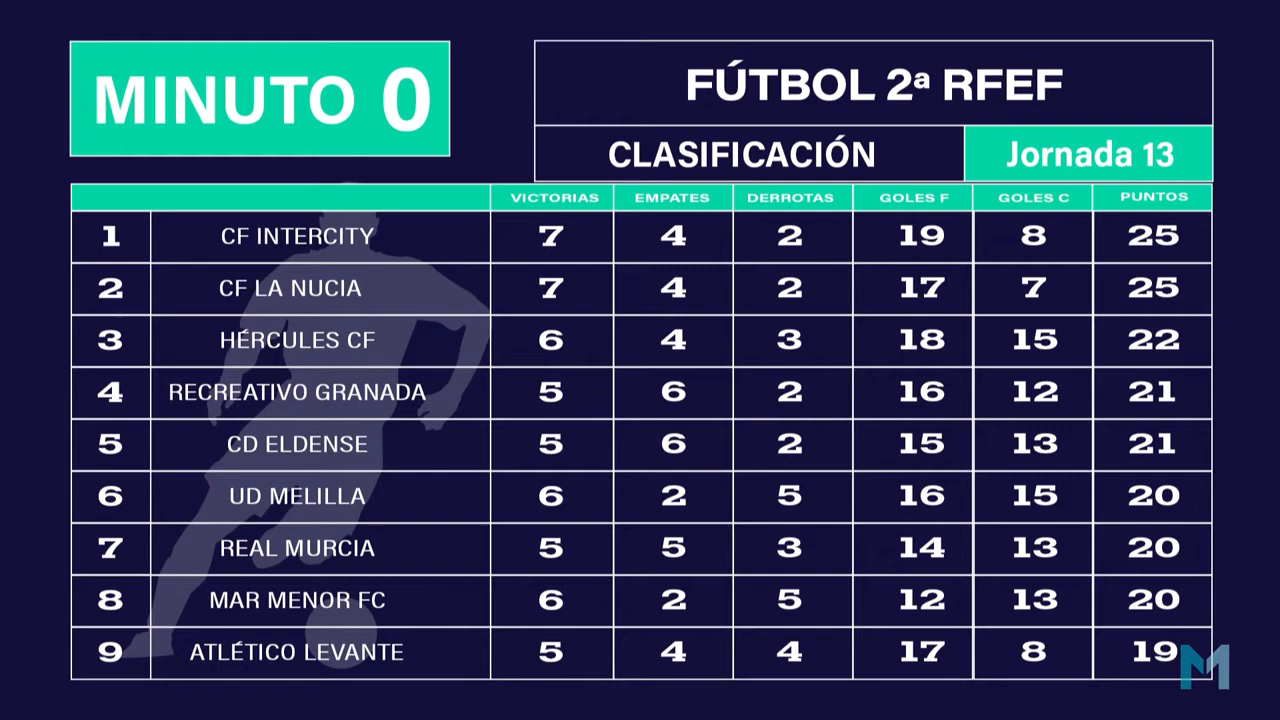 MINUTO 0
FÚTBOL 2ª RFEF
CLASIFICACIÓN Jornada 13
VICTORIAS EMPATES DERROTAS GOLES F GOLES C PUNTOS
1 CF INTERCITY 7 4 2 19 8 25
2 CF LA NUCIA 7 4 2 17 7 25
3 HÉRCULES CF 6 4 3 18 15 22
4 RECREATIVO GRANADA 5 6 2 16 12 21
5 CD ELDENSE 5 6 2 15 13 21
6 UD MELILLA 6 2 5 16 15 20
7 REAL MURCIA 5 5 3 14 13 20
8 MAR MENOR FC 6 2 5 12 13 20
9 ATLÉTICO LEVANTE 5 4 4 17 8 19
M